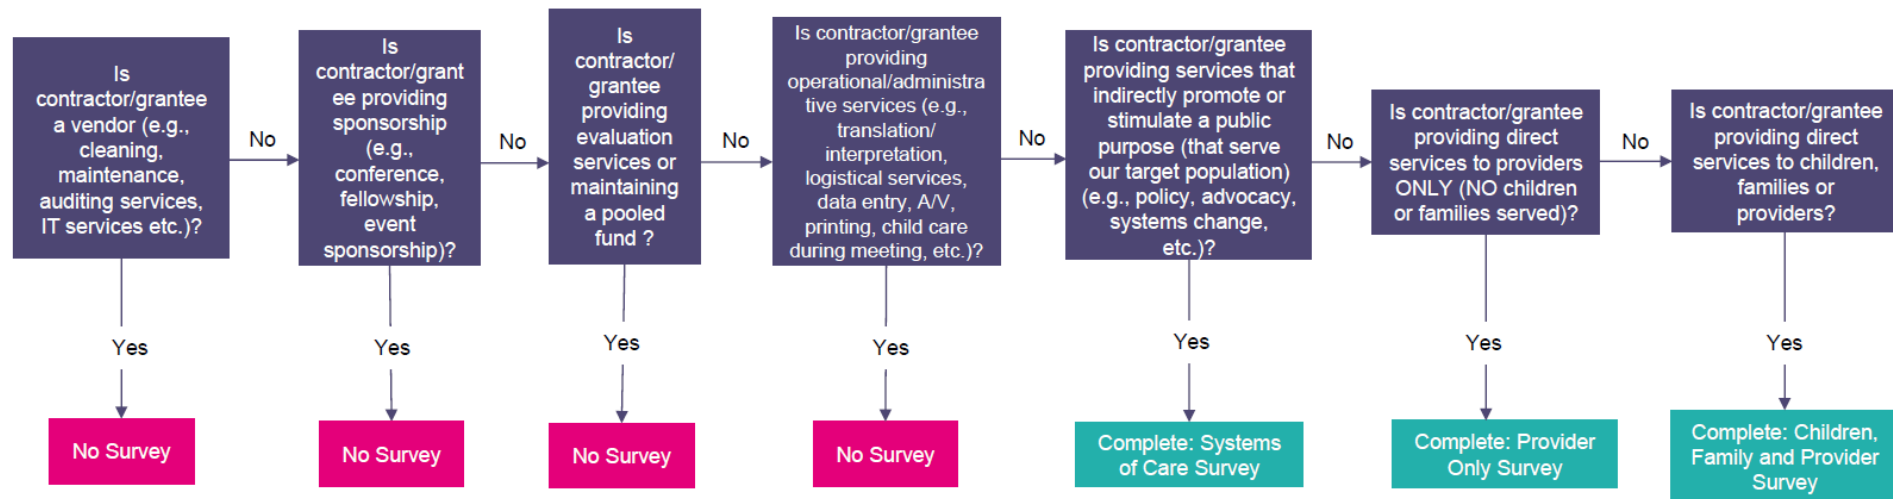 Is
contractor/grantee
a vendor (e.g.,
cleaning,
maintenance,
auditing services,
IT services etc.)?
No
Is
contractor/grant
ee providing
sponsorship
(e.g.,
conference,
fellowship,
event
sponsorship)?
No
Is
contractor/
grantee
providing
evaluation
services or
maintaining
a pooled
fund ?
No
Is contractor/grantee
providing
operational/administra
tive services (e.g.,
translation/
interpretation,
logistical services,
data entry, A/V,
printing, child care
during meeting, etc.)?
No
Is contractor/grantee
providing services that
indirectly promote or
stimulate a public
purpose (that serve
our target population)
(e.g., policy, advocacy,
systems change,
etc.)?
No
Is contractor/grantee
providing direct
services to providers
ONLY (NO children
or families served)?
No
Is contractor/grantee
providing direct
services to children,
families or
providers?
Yes
Yes
Yes
Yes
Yes
Yes
Yes
No Survey
No Survey
No Survey
No Survey
Complete: Systems
of Care Survey
Complete: Provider
Only Survey
Complete: Children,
Family and Provider
Survey